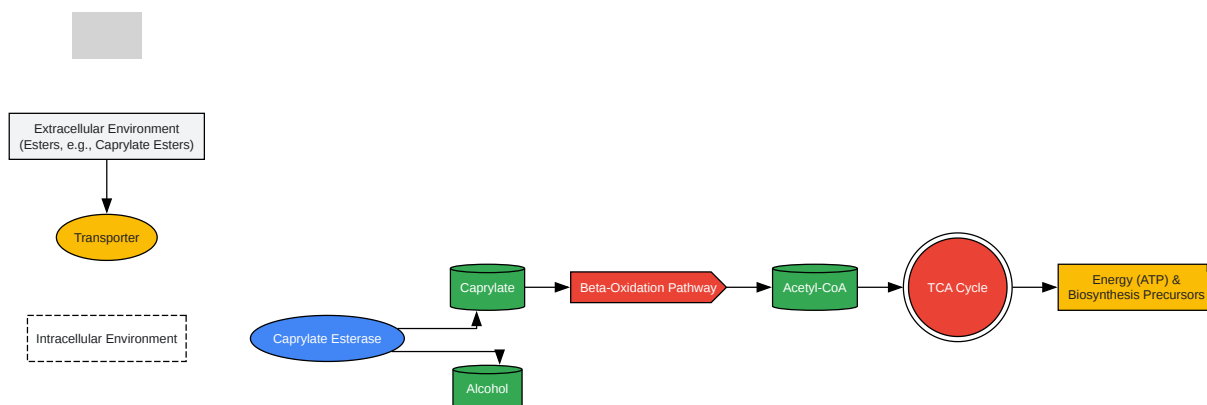 Extracellular Environment
(Esters, e.g., Caprylate Esters)
Transporter
Intracellular Environment
Caprylate Esterase
Caprylate
Alcohol
Beta-Oxidation Pathway
Acetyl-CoA
TCA Cycle
Energy (ATP) &
Biosynthesis Precursors